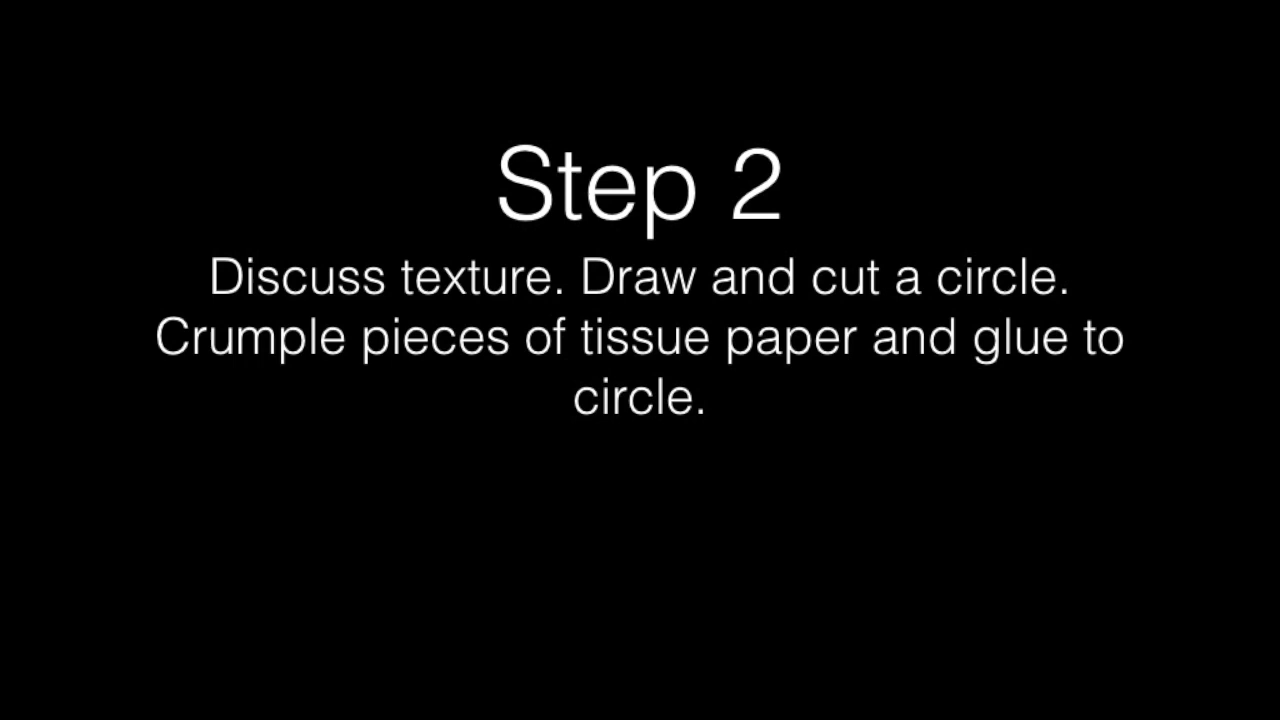 Step 2
Discuss texture. Draw and cut a circle.
Crumple pieces of tissue paper and glue to
circle.